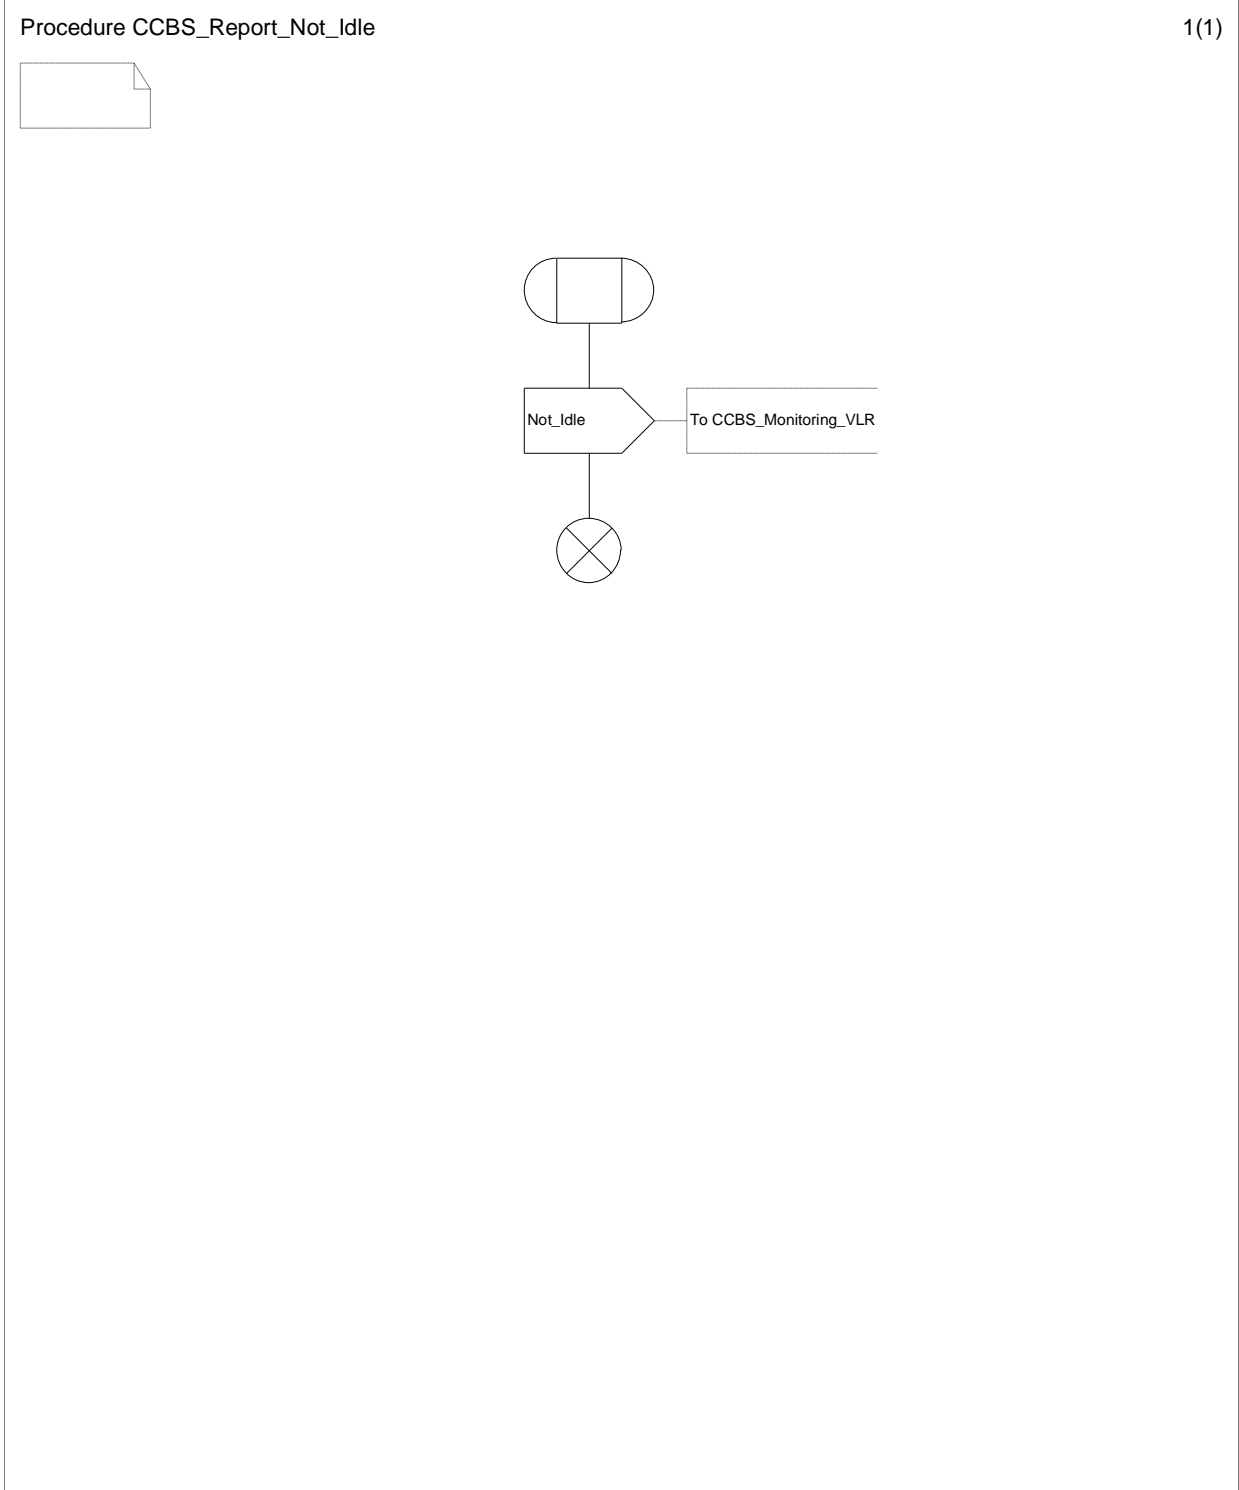 Procedure CCBS_Report_Not_Idle
1(1)
Not_Idle
To CCBS_Monitoring_VLR